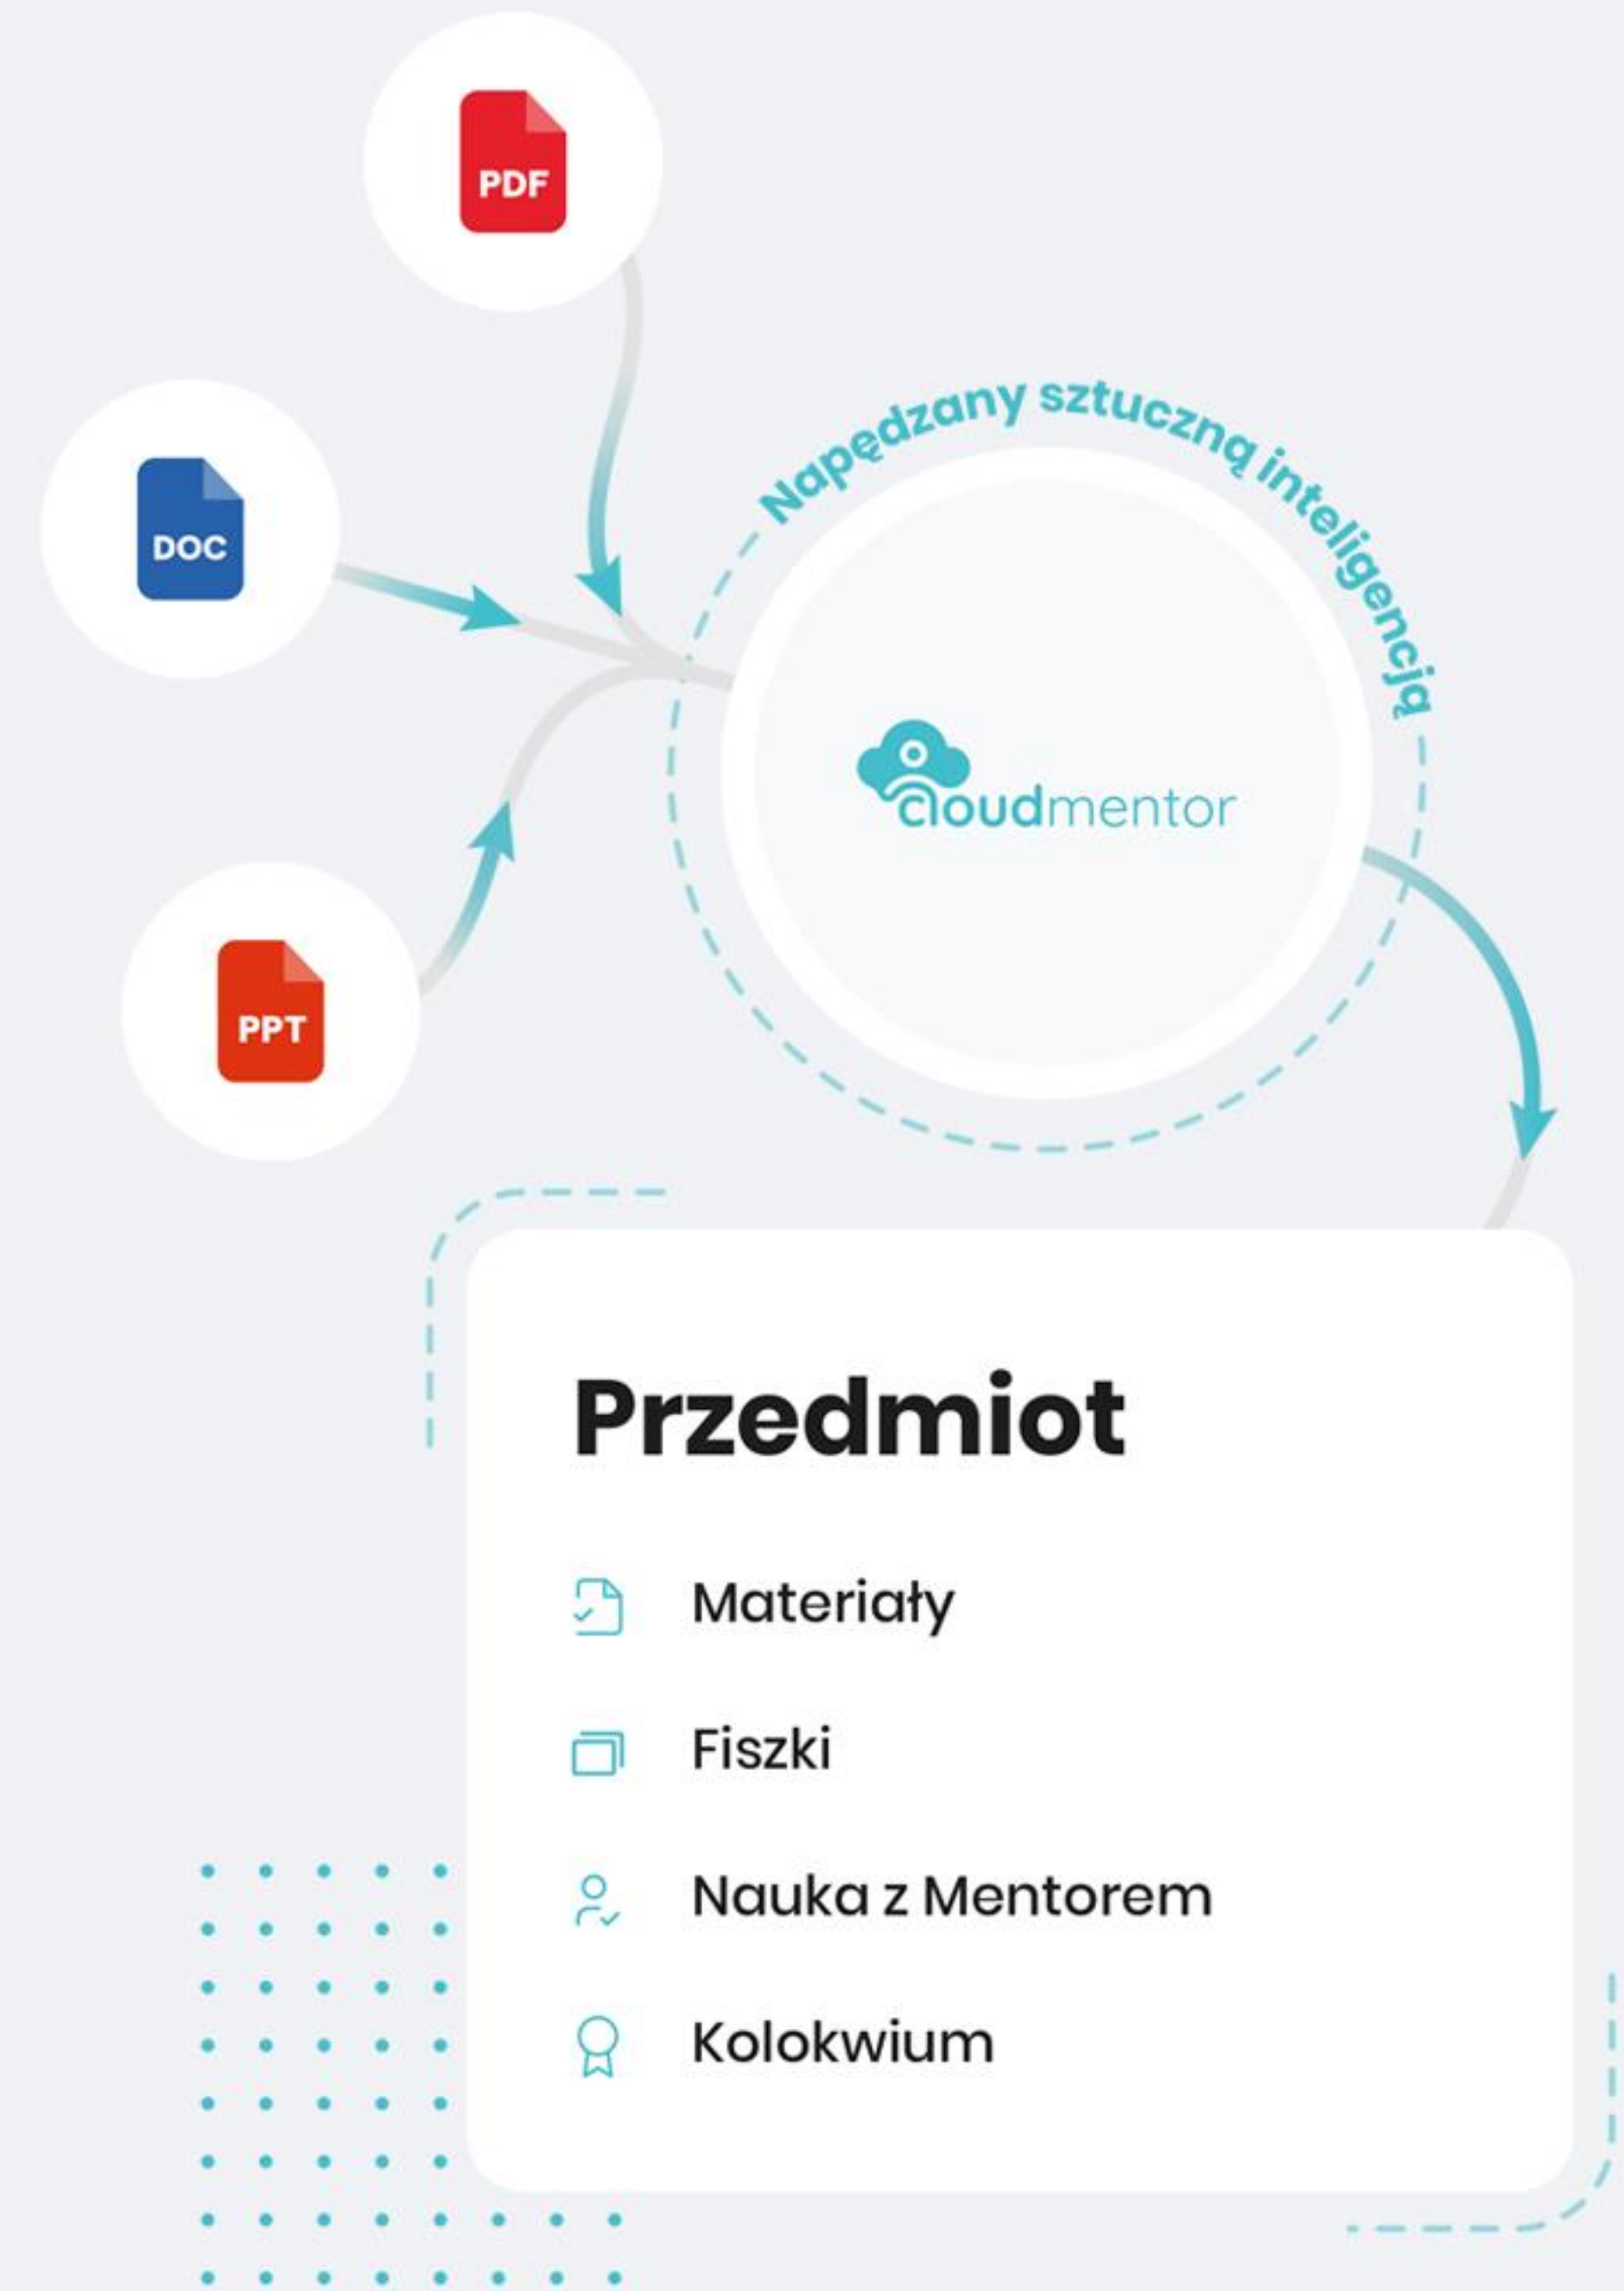 PDF
DOC
PPT
Napędzany sztuczną inteligencją
cloudmentor
Przedmiot
Materiały
Fiszki
Nauka z Mentorem
Kolokwium